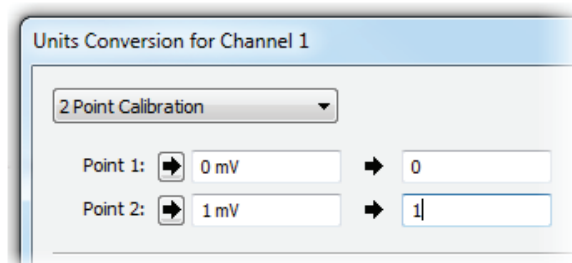 Units Conversion for Channel 1
2 Point Calibration
Point 1: 0 mV 0
Point 2: 1 mV 1